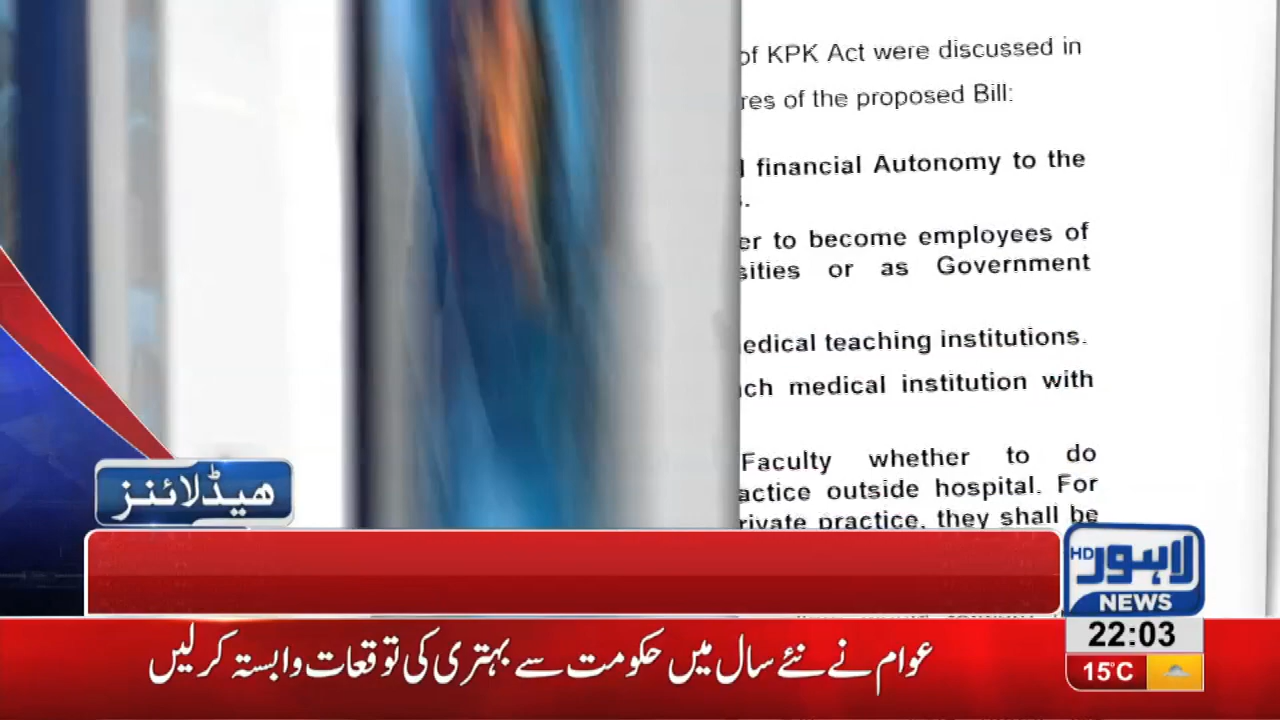 of KPK Act were discussed in
res of the proposed Bill:
financial Autonomy to the
s.
er to become employees of
sities or as Government
edical teaching institutions.
ch medical institution with
Faculty whether to do
actice outside hospital. For
rivate practice, they shall be
ہیڈلائنز
HD لاہور
NEWS
22:03
عوام نے نئے سال میں حکومت سے بہتری کی توقعات وابستہ کرلیں
15°C